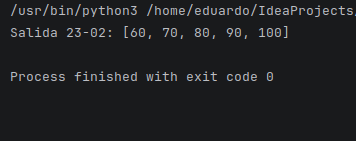 /usr/bin/python3 /home/eduardo/IdeaProjects/
Salida 23-02: [60, 70, 80, 90, 100]
Process finished with exit code 0